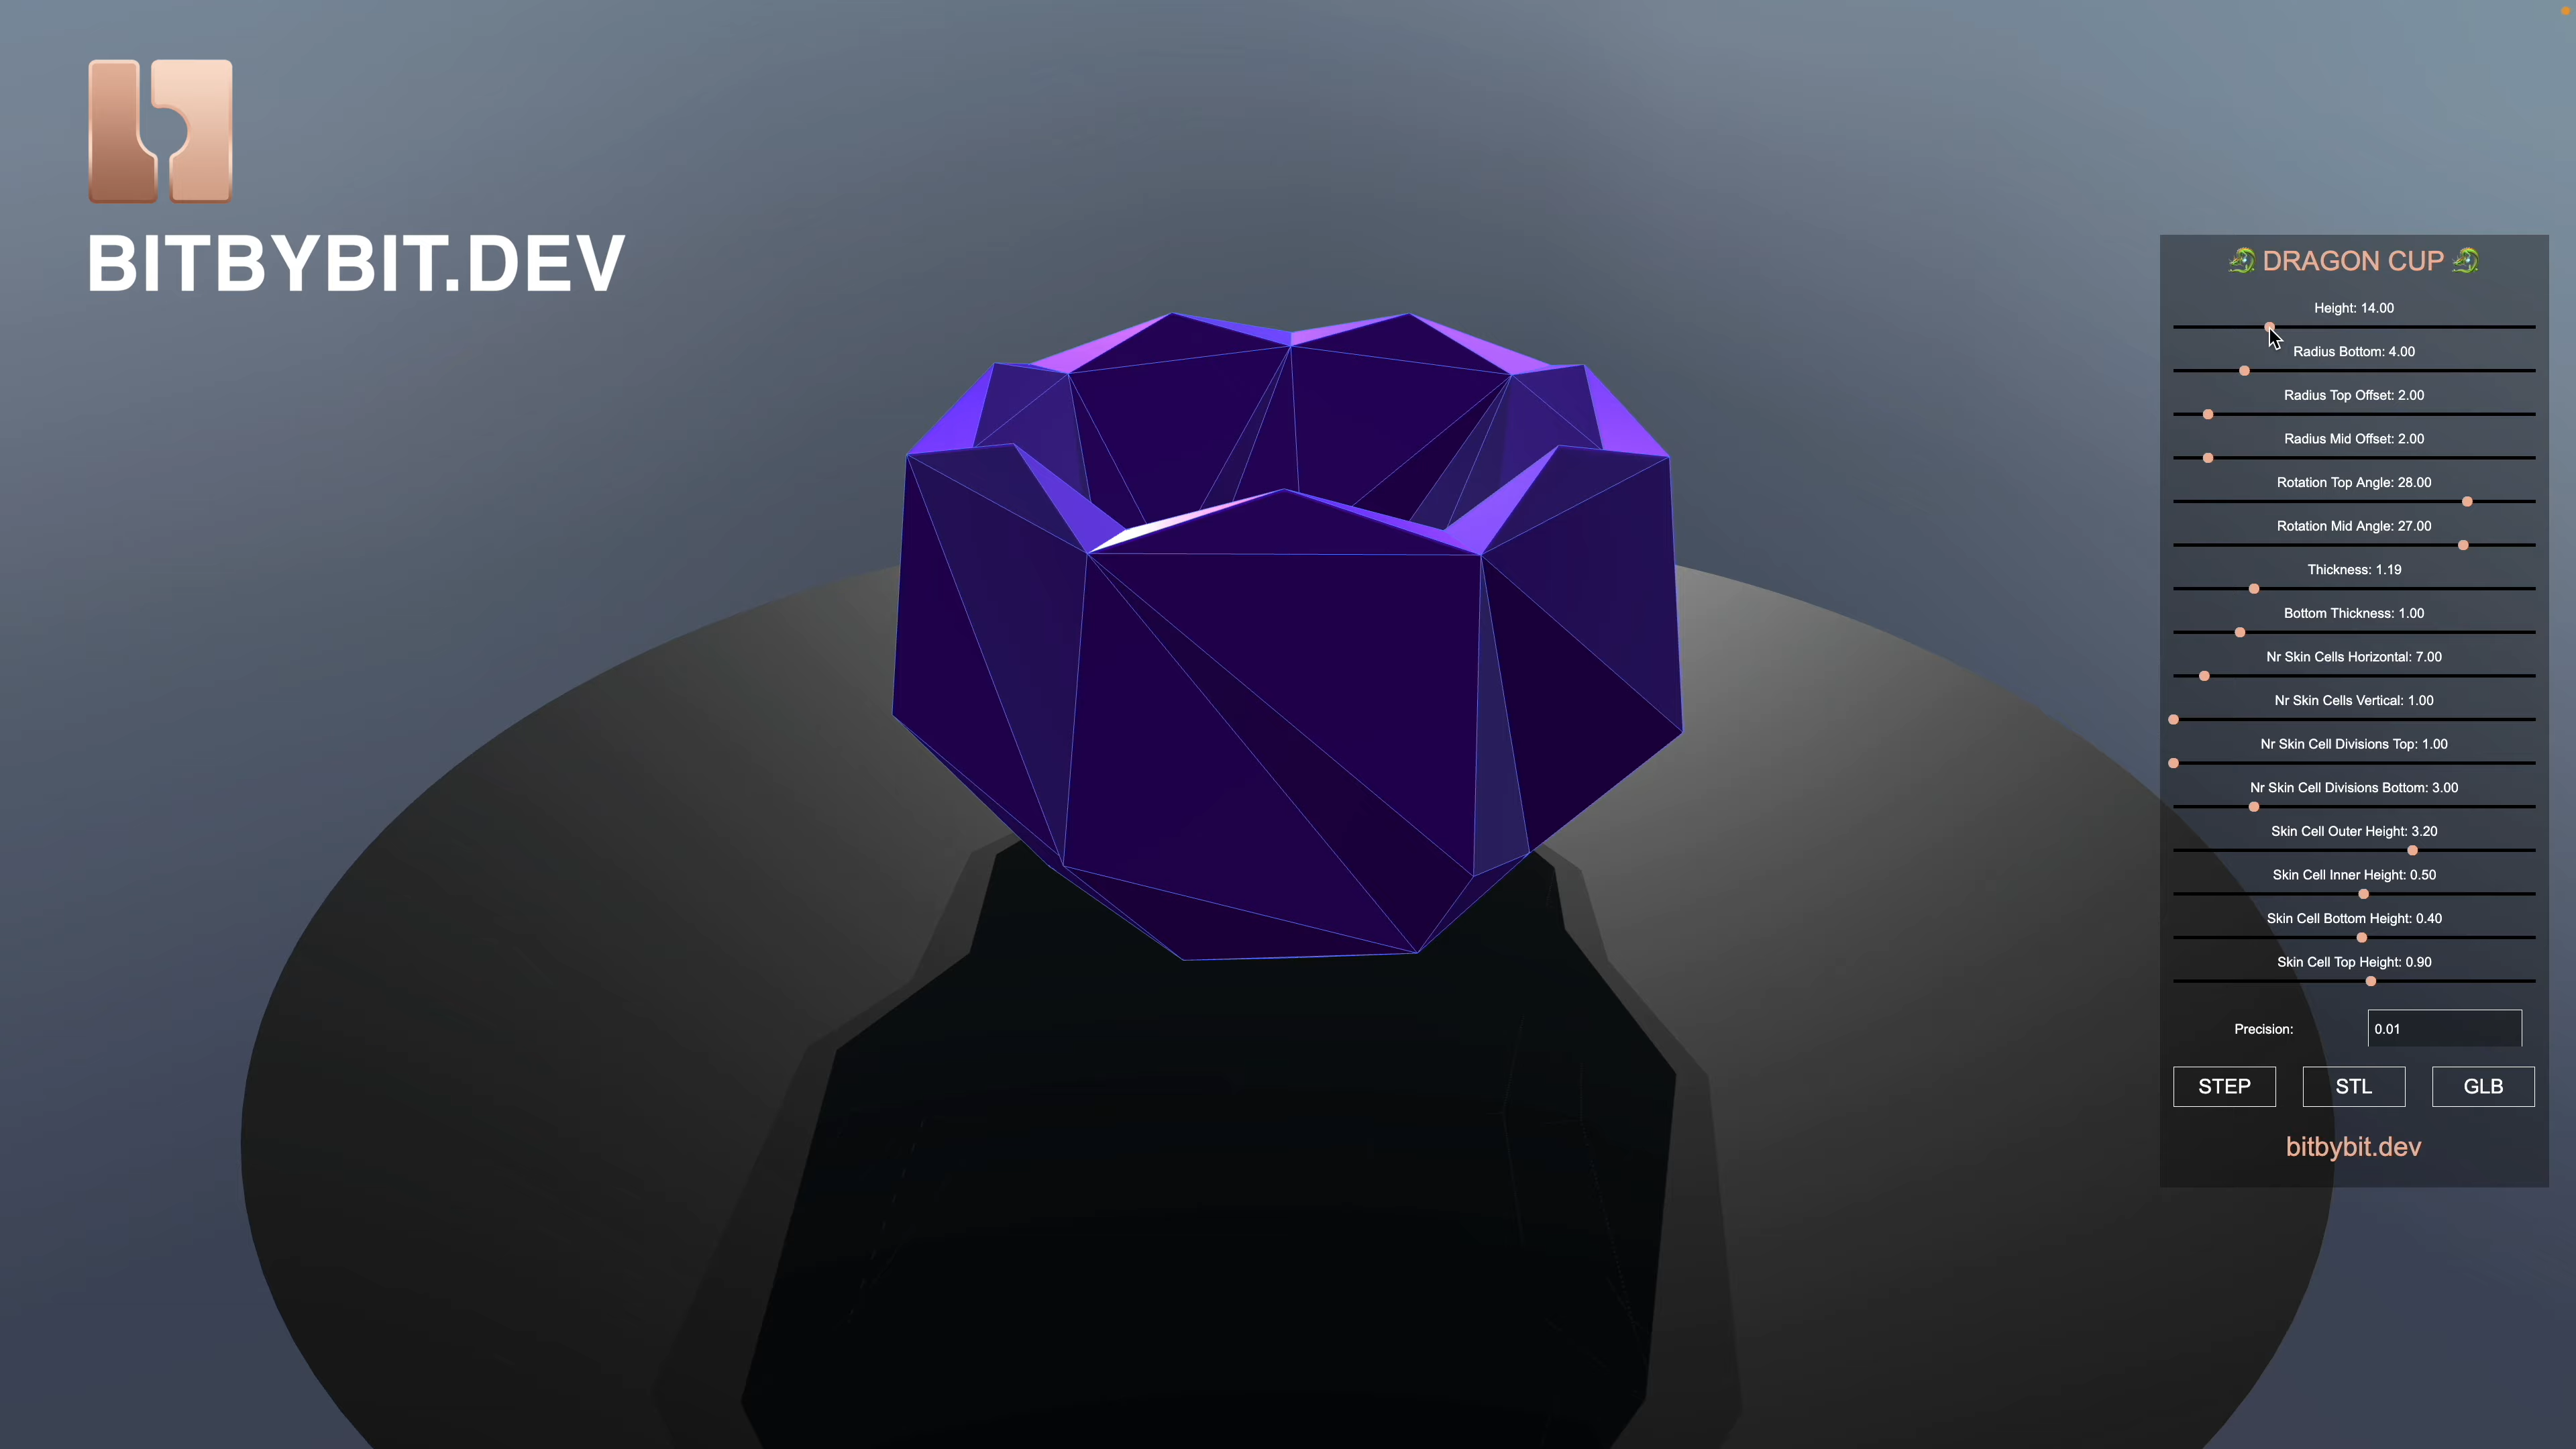 BITBYBIT.DEV
DRAGON CUP
Height: 14.00
Radius Bottom: 4.00
Radius Top Offset: 2.00
Radius Mid Offset: 2.00
Rotation Top Angle: 28.00
Rotation Mid Angle: 27.00
Thickness: 1.19
Bottom Thickness: 1.00
Nr Skin Cells Horizontal: 7.00
Nr Skin Cells Vertical: 1.00
Nr Skin Cell Divisions Top: 1.00
Nr Skin Cell Divisions Bottom: 3.00
Skin Cell Outer Height: 3.20
Skin Cell Inner Height: 0.50
Skin Cell Bottom Height: 0.40
Skin Cell Top Height: 0.90
Precision: 0.01
STEP STL GLB
bitbybit.dev